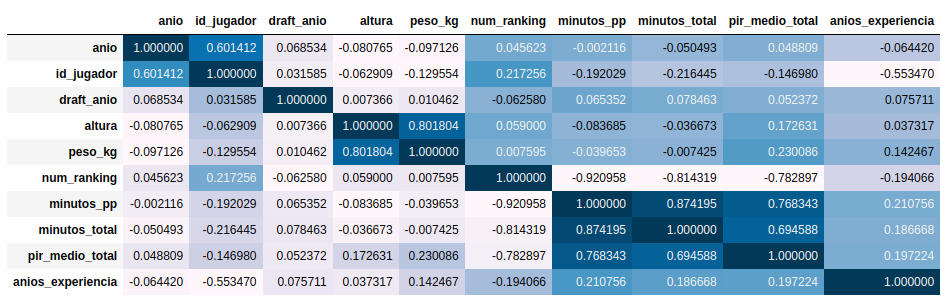 anio id_jugador draft_anio altura peso_kg num_ranking minutos_pp minutos_total pir_medio_total anios_experiencia
anio 1.000000 0.601412 0.068534 -0.080765 -0.097126 0.045623 -0.002116 -0.050493 0.048809 -0.064420
id_jugador 0.601412 1.000000 0.031585 -0.062909 -0.129554 0.217256 -0.192029 -0.216445 -0.146980 -0.553470
draft_anio 0.068534 0.031585 1.000000 0.007366 0.010462 -0.062580 0.065352 0.078463 0.052372 0.075711
altura -0.080765 -0.062909 0.007366 1.000000 0.801804 0.059000 -0.083685 -0.036673 0.172631 0.037317
peso_kg -0.097126 -0.129554 0.010462 0.801804 1.000000 0.007595 -0.039653 -0.007425 0.230086 0.142467
num_ranking 0.045623 0.217256 -0.062580 0.059000 0.007595 1.000000 -0.920958 -0.814319 -0.782897 -0.194066
minutos_pp -0.002116 -0.192029 0.065352 -0.083685 -0.039653 -0.920958 1.000000 0.874195 0.768343 0.210756
minutos_total -0.050493 -0.216445 0.078463 -0.036673 -0.007425 -0.814319 0.874195 1.000000 0.694588 0.186668
pir_medio_total 0.048809 -0.146980 0.052372 0.172631 0.230086 -0.782897 0.768343 0.694588 1.000000 0.197224
anios_experiencia -0.064420 -0.553470 0.075711 0.037317 0.142467 -0.194066 0.210756 0.186668 0.197224 1.000000